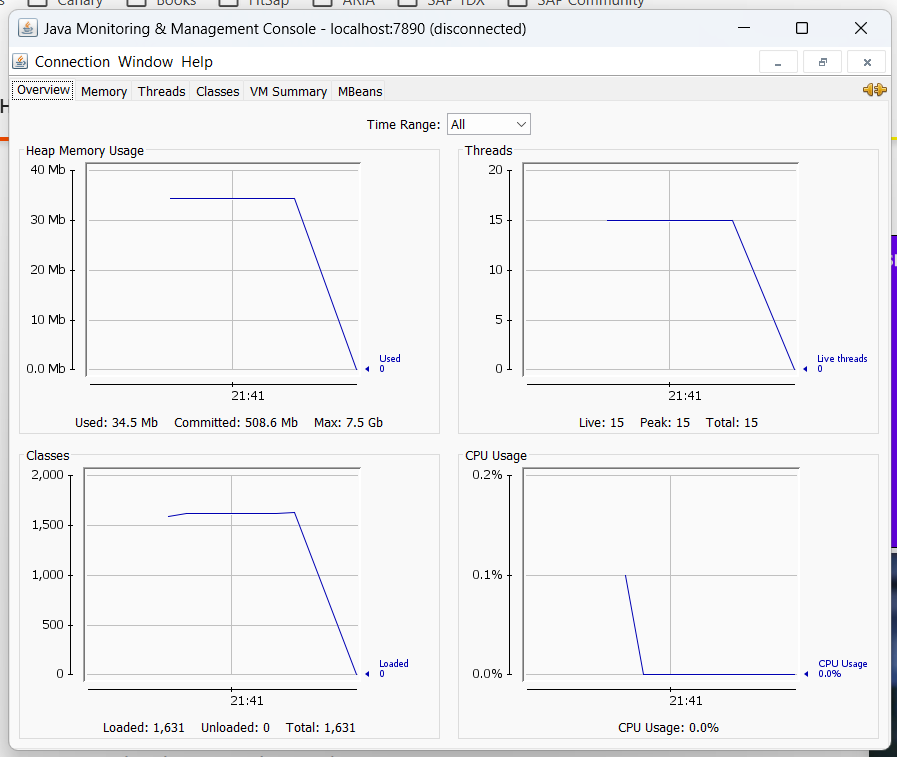 Canary Books HtSap ARIA SAP TDX SAP Community
Java Monitoring & Management Console - localhost:7890 (disconnected)
Connection Window Help
Overview Memory Threads Classes VM Summary MBeans
Time Range: All
Heap Memory Usage
40 Mb
30 Mb
20 Mb
10 Mb
0.0 Mb
Used
0
21:41
Used: 34.5 Mb Committed: 508.6 Mb Max: 7.5 Gb
Threads
20
15
10
5
0
Live threads
0
21:41
Live: 15 Peak: 15 Total: 15
Classes
2,000
1,500
1,000
500
0
Loaded
0
21:41
Loaded: 1,631 Unloaded: 0 Total: 1,631
CPU Usage
0.2%
0.1%
0.0%
CPU Usage
0.0%
21:41
CPU Usage: 0.0%